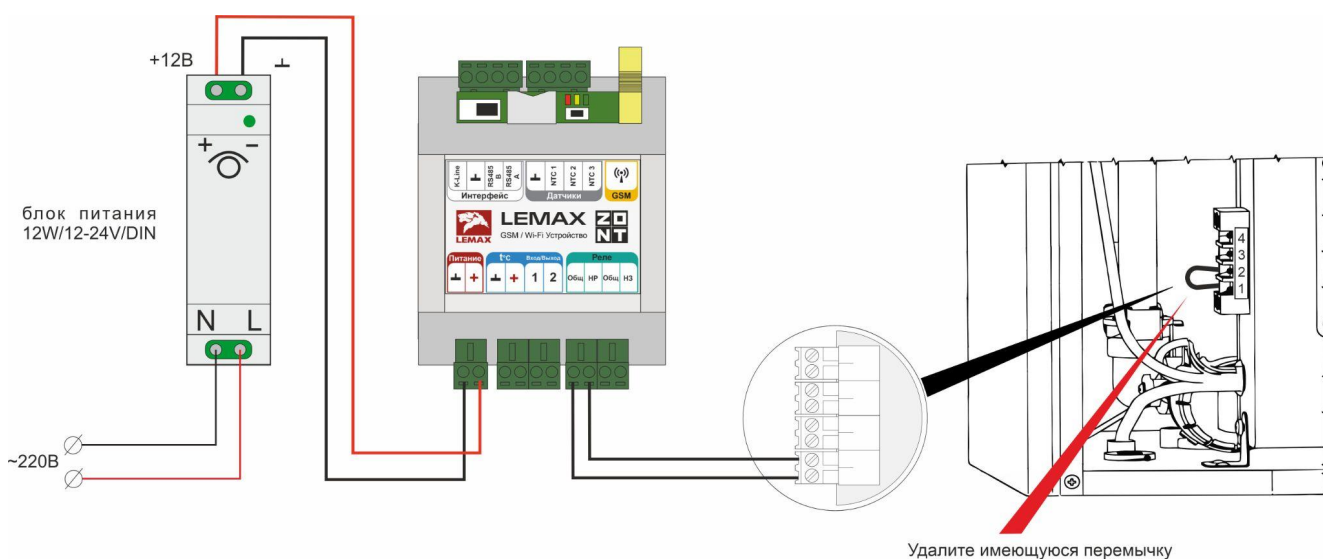 +12В
⊥
+ -
блок питания
12W/12-24V/DIN
N L
~220В
K-Line ⊥ RS485 B RS485 A
⊥ NTC 1 NTC 2 NTC 3
Интерфейс
Датчики
GSM
LEMAX
LEMAX
ZONT
GSM / Wi-Fi Устройство
Питание
t°C
Вход/Выход
Реле
⊥ +
⊥ +
1 2
Общ НР Общ НЗ
4
3
2
1
Удалите имеющуюся перемычку